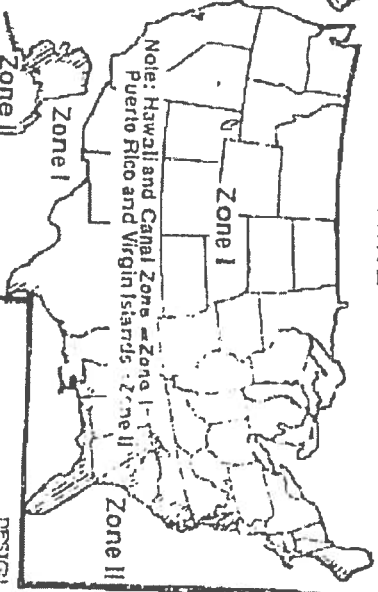 Zone I
Note: Hawaii and Canal Zone - Zone I -
Puerto Rico and Virgin Islands - Zone II
Zone I
Zone II
Zone II